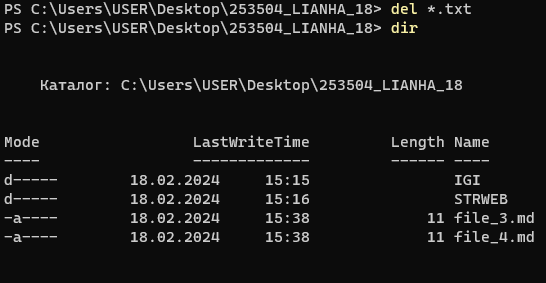 PS C:\Users\USER\Desktop\253504_LIANHA_18> del *.txt
PS C:\Users\USER\Desktop\253504_LIANHA_18> dir
Каталог: C:\Users\USER\Desktop\253504_LIANHA_18
Mode                 LastWriteTime         Length Name
----                 -------------         ------ ----
d-----        18.02.2024     15:15                IGI
d-----        18.02.2024     15:16                STRWEB
-a----        18.02.2024     15:38             11 file_3.md
-a----        18.02.2024     15:38             11 file_4.md